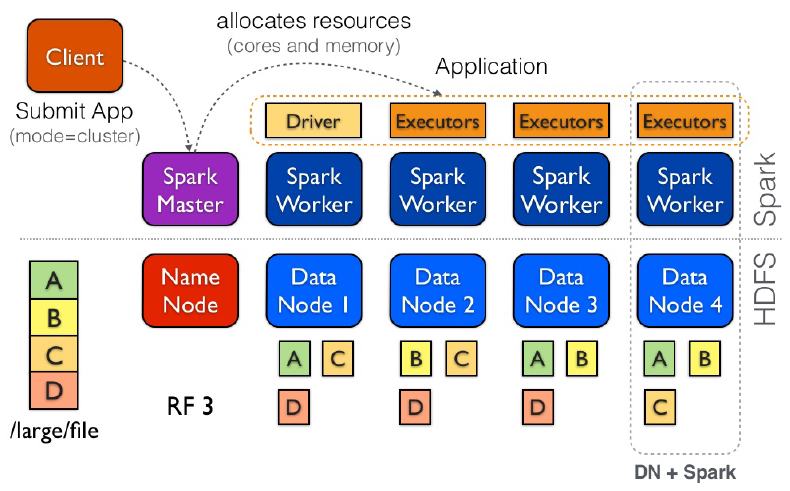 allocates resources
(cores and memory)
Client
Application
Submit App
(mode=cluster)
Driver
Executors
Executors
Executors
Spark
Master
Spark
Worker
Spark
Worker
Spark
Worker
Spark
Worker
Spark
HDFS
A
B
C
D
/large/file
Name
Node
Data
Node 1
Data
Node 2
Data
Node 3
Data
Node 4
RF 3
A C
D
B C
D
A B
D
A B
C
DN + Spark